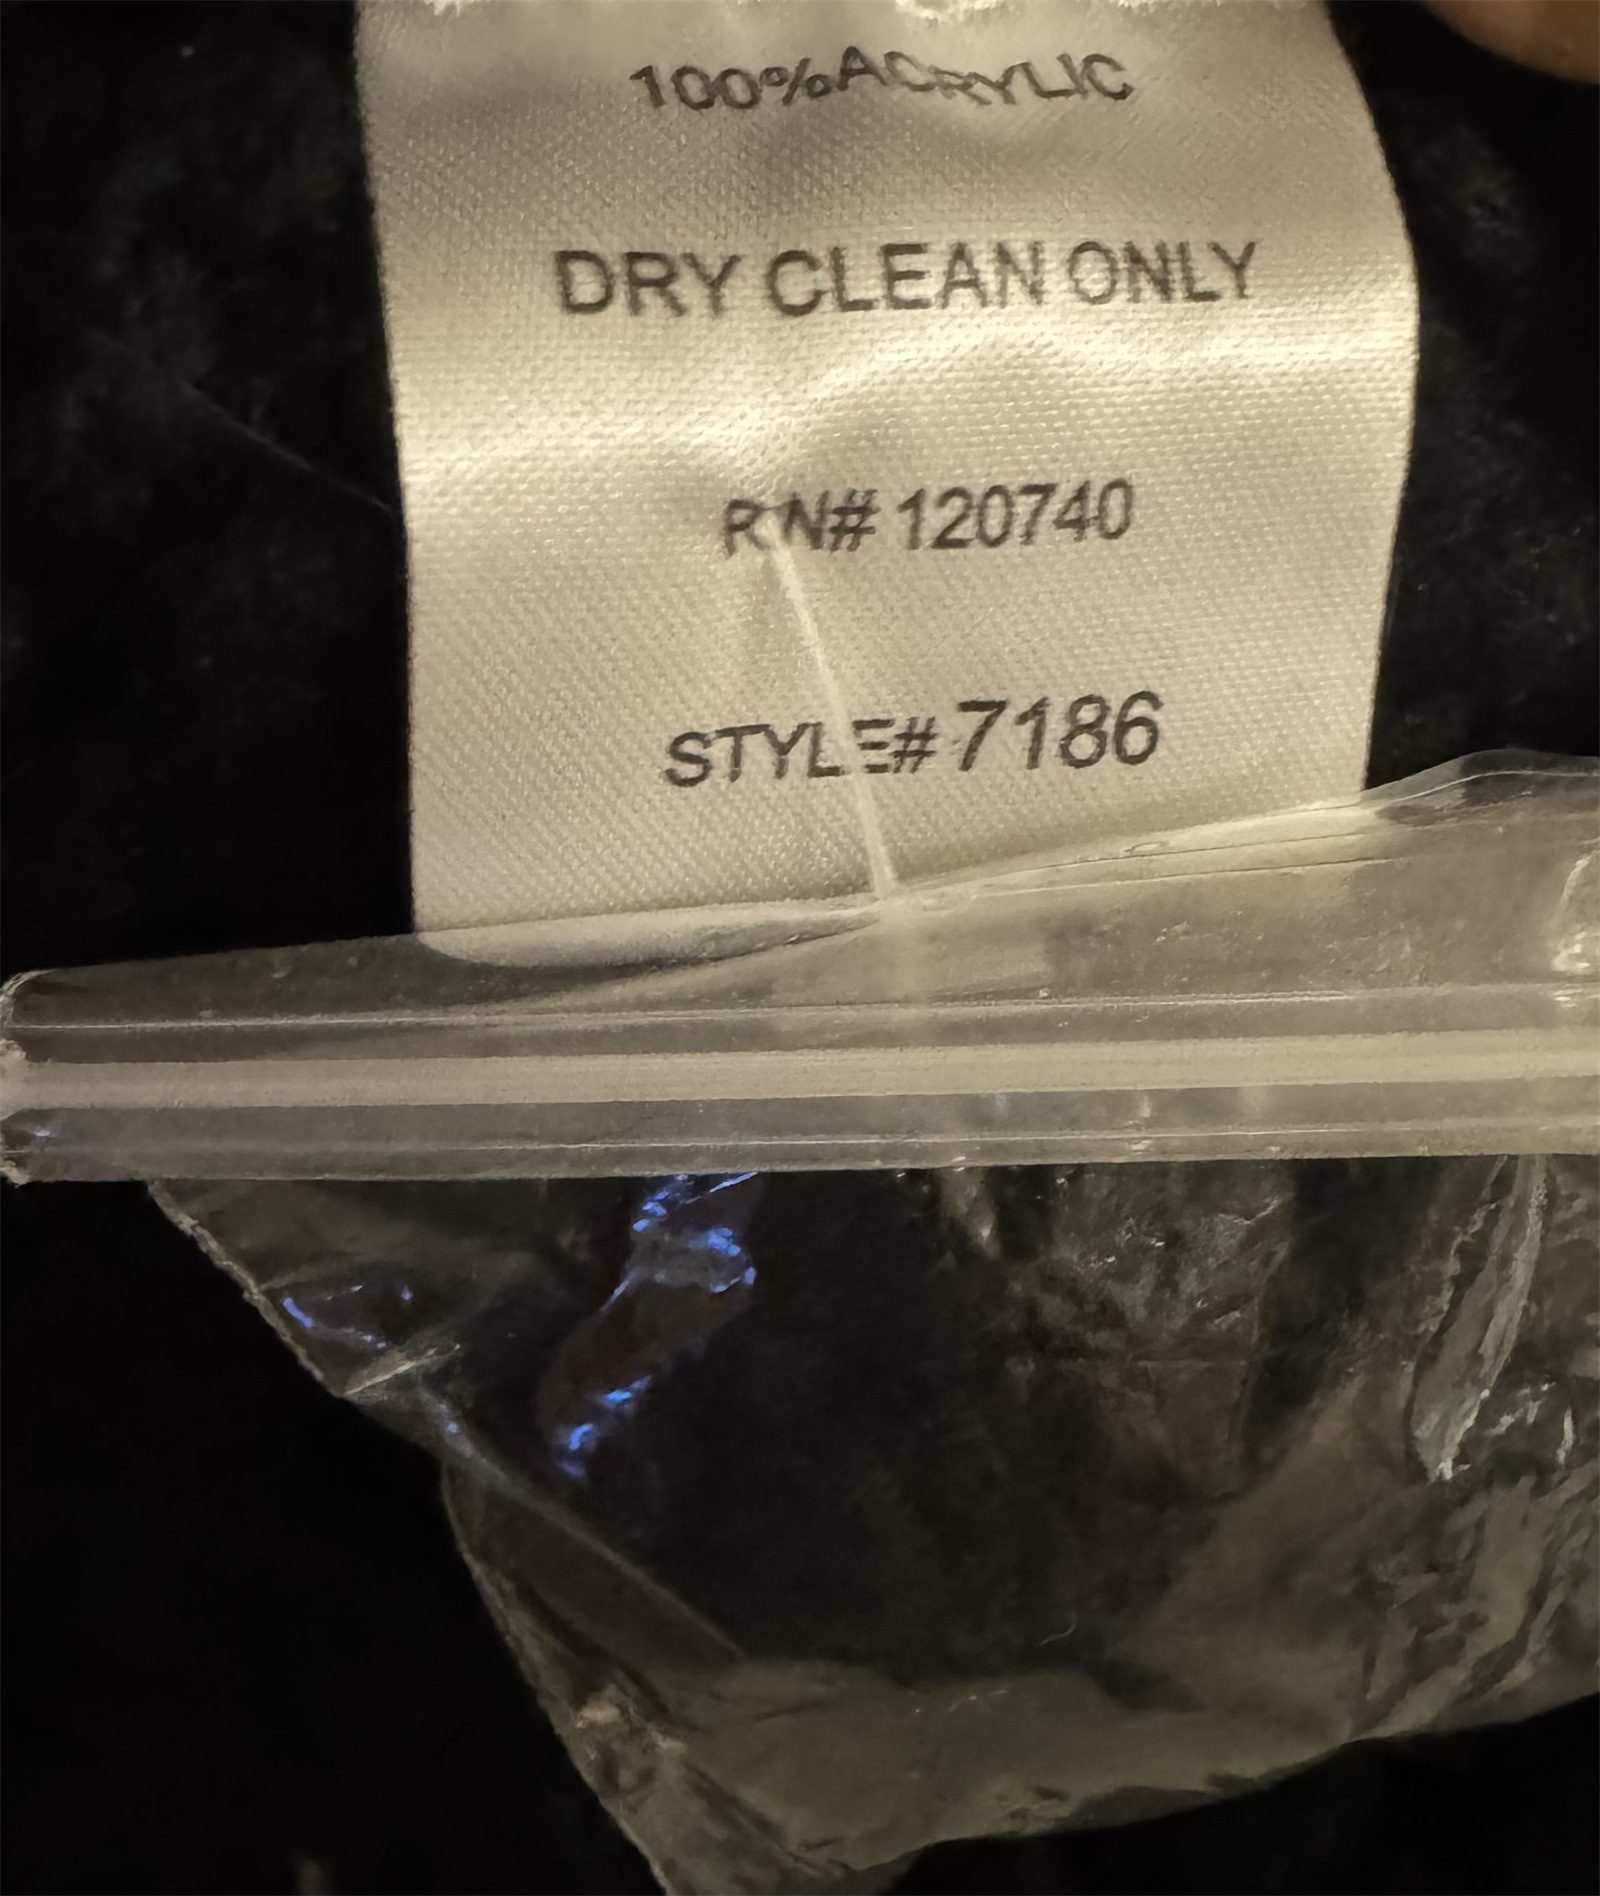 100%ACRYLIC
DRY CLEAN ONLY
RN# 120740
STYLE# 7186